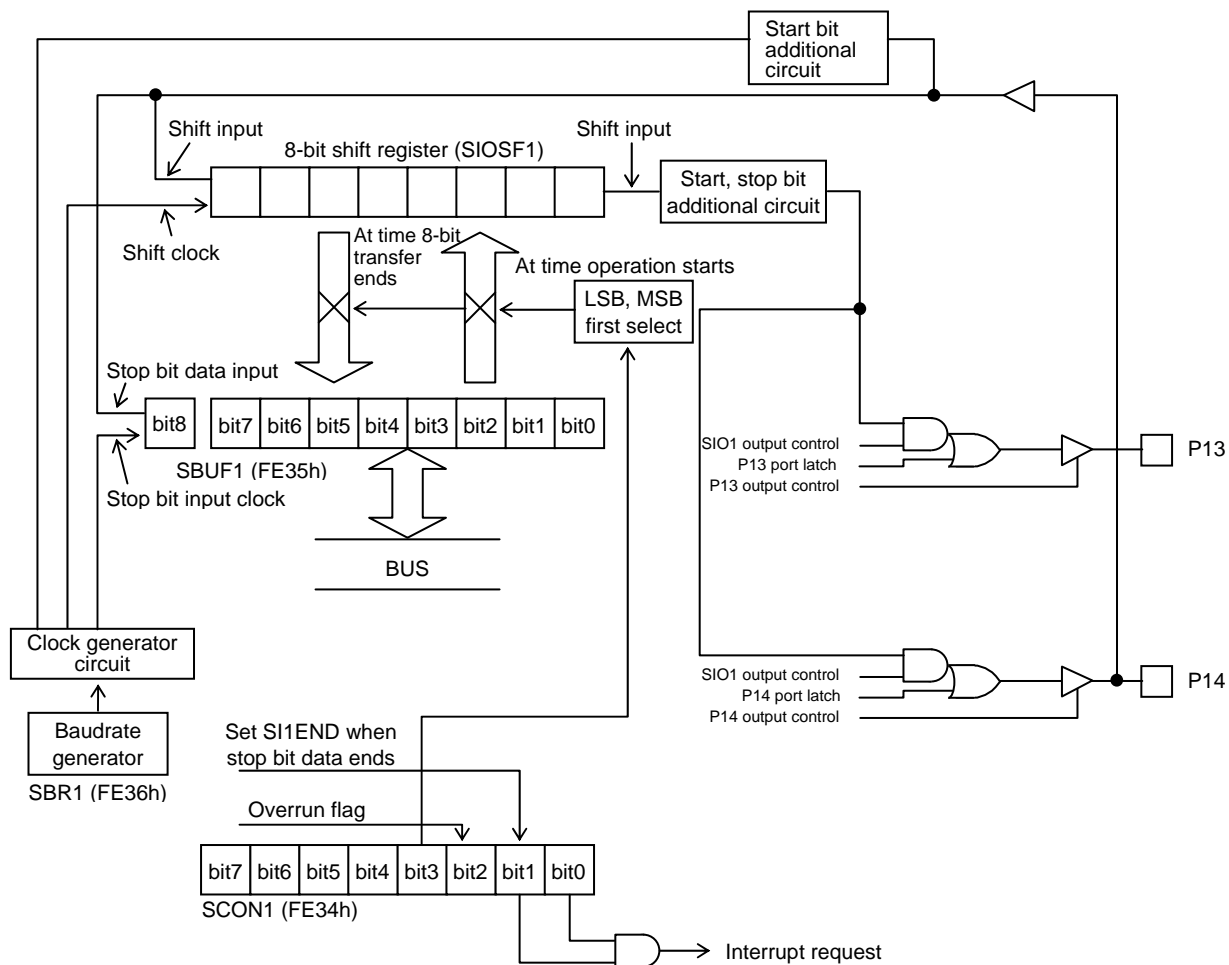 Start bit
additional
circuit
Shift input
8-bit shift register (SIOSF1)
Shift input
Start, stop bit
additional circuit
Shift clock
At time 8-bit
transfer
ends
At time operation starts
LSB, MSB
first select
Stop bit data input
bit8
bit7
bit6
bit5
bit4
bit3
bit2
bit1
bit0
SBUF1 (FE35h)
Stop bit input clock
SIO1 output control
P13 port latch
P13 output control
P13
BUS
Clock generator
circuit
Baudrate
generator
SBR1 (FE36h)
SIO1 output control
P14 port latch
P14 output control
P14
Set SI1END when
stop bit data ends
Overrun flag
bit7
bit6
bit5
bit4
bit3
bit2
bit1
bit0
SCON1 (FE34h)
Interrupt request